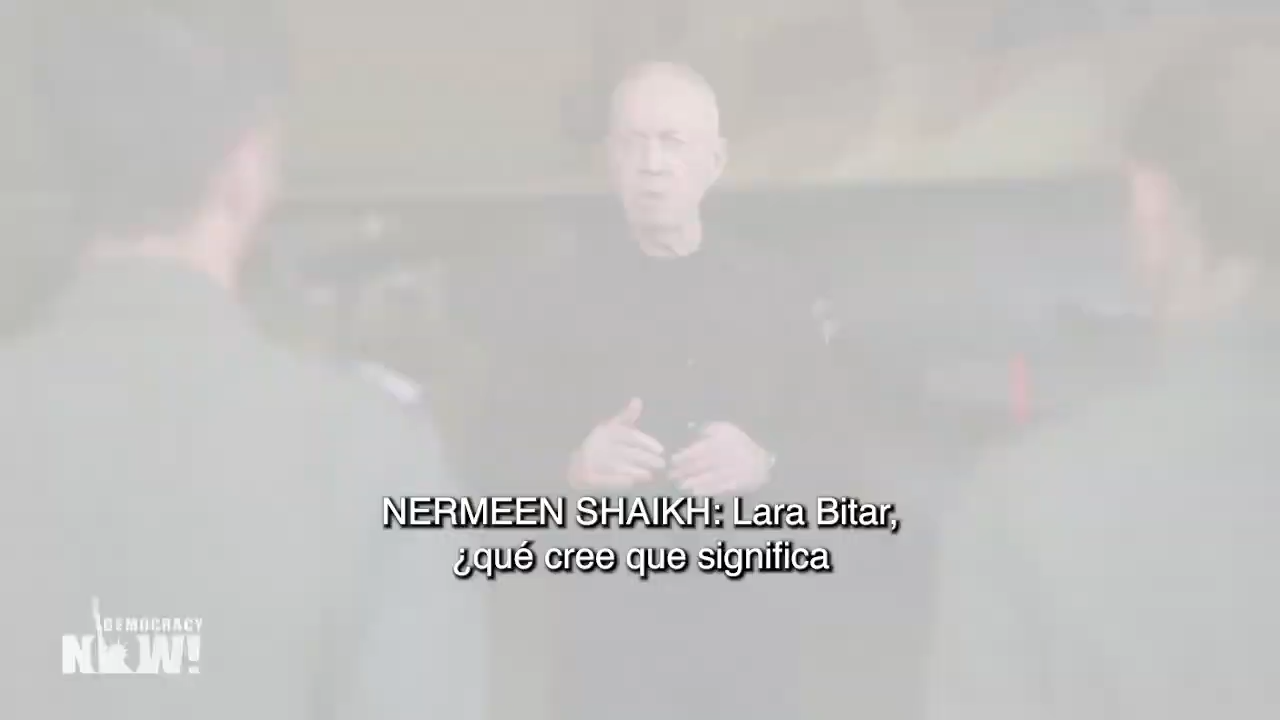 NERMEEN SHAIKH: Lara Bitar,
¿qué cree que significa
DEMOCRACY
NOW!